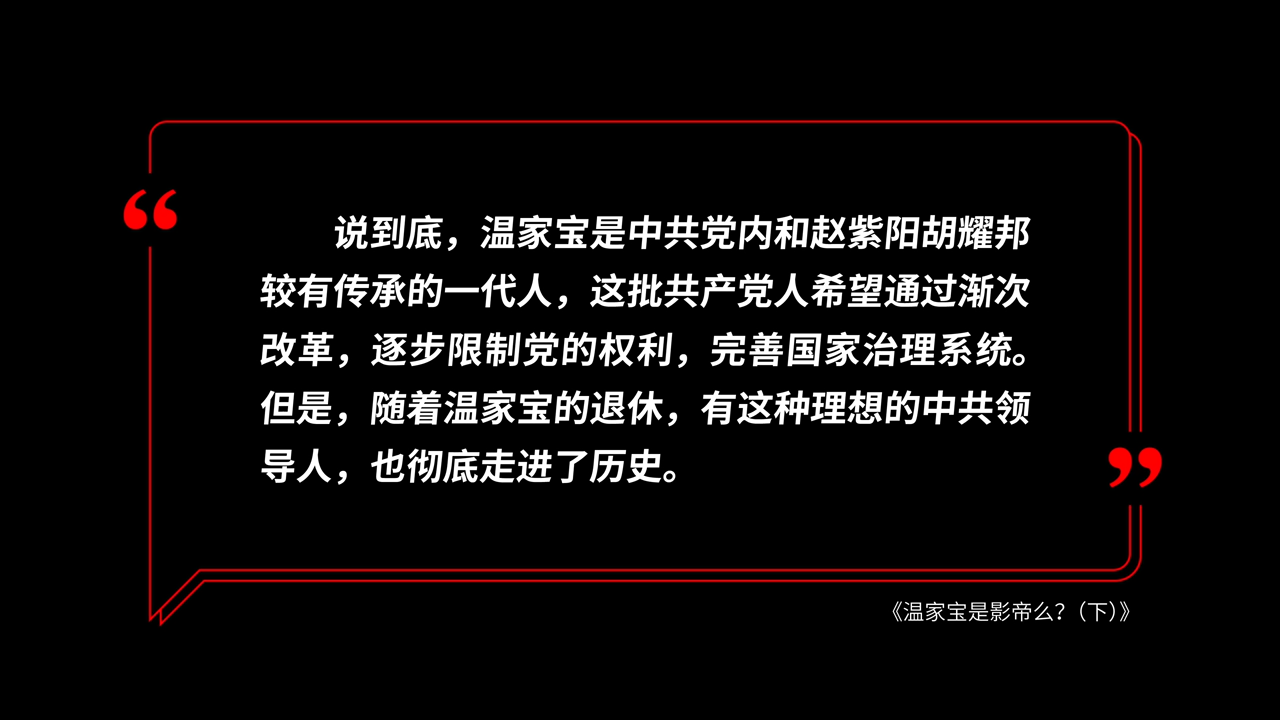 “
说到底，温家宝是中共党内和赵紫阳胡耀邦
较有传承的一代人，这批共产党人希望通过渐次
改革，逐步限制党的权利，完善国家治理系统。
但是，随着温家宝的退休，有这种理想的中共领
导人，也彻底走进了历史。
”
《温家宝是影帝么？（下）》